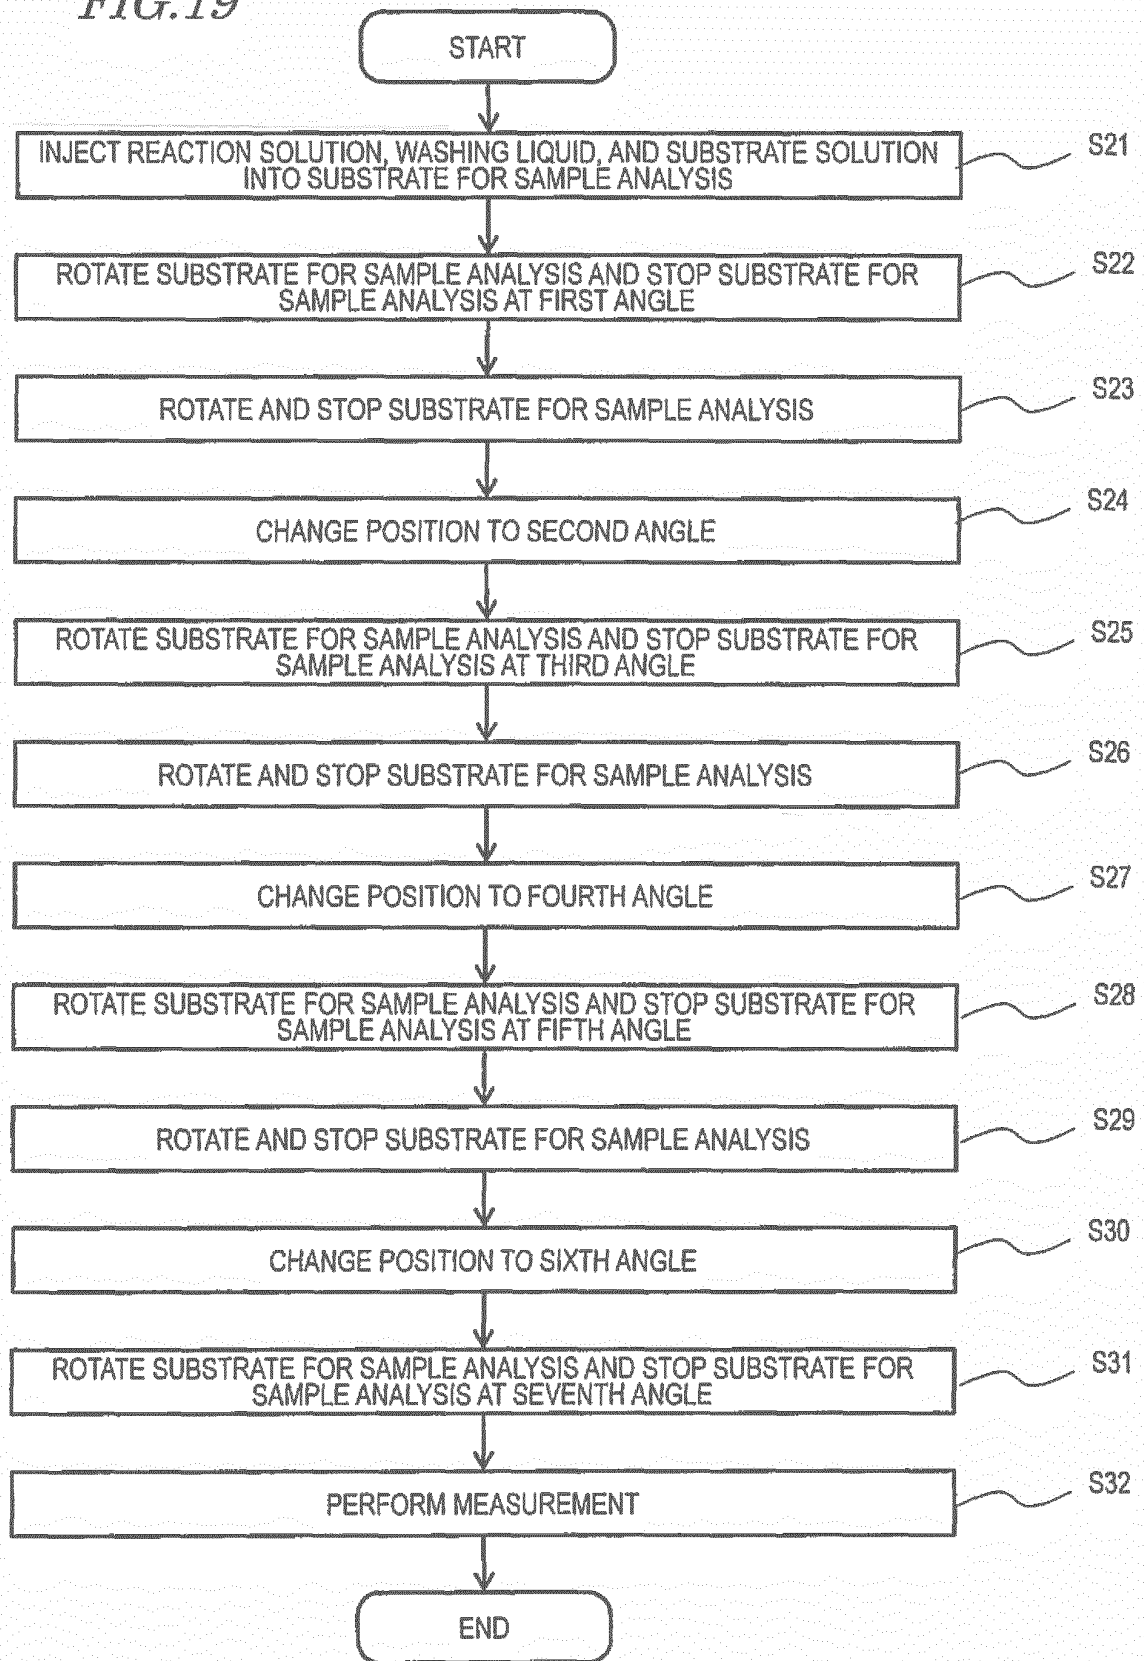 FIG.19
START
INJECT REACTION SOLUTION, WASHING LIQUID, AND SUBSTRATE SOLUTION
INTO SUBSTRATE FOR SAMPLE ANALYSIS
S21
ROTATE SUBSTRATE FOR SAMPLE ANALYSIS AND STOP SUBSTRATE FOR
SAMPLE ANALYSIS AT FIRST ANGLE
S22
ROTATE AND STOP SUBSTRATE FOR SAMPLE ANALYSIS
S23
CHANGE POSITION TO SECOND ANGLE
S24
ROTATE SUBSTRATE FOR SAMPLE ANALYSIS AND STOP SUBSTRATE FOR
SAMPLE ANALYSIS AT THIRD ANGLE
S25
ROTATE AND STOP SUBSTRATE FOR SAMPLE ANALYSIS
S26
CHANGE POSITION TO FOURTH ANGLE
S27
ROTATE SUBSTRATE FOR SAMPLE ANALYSIS AND STOP SUBSTRATE FOR
SAMPLE ANALYSIS AT FIFTH ANGLE
S28
ROTATE AND STOP SUBSTRATE FOR SAMPLE ANALYSIS
S29
CHANGE POSITION TO SIXTH ANGLE
S30
ROTATE SUBSTRATE FOR SAMPLE ANALYSIS AND STOP SUBSTRATE FOR
SAMPLE ANALYSIS AT SEVENTH ANGLE
S31
PERFORM MEASUREMENT
S32
END